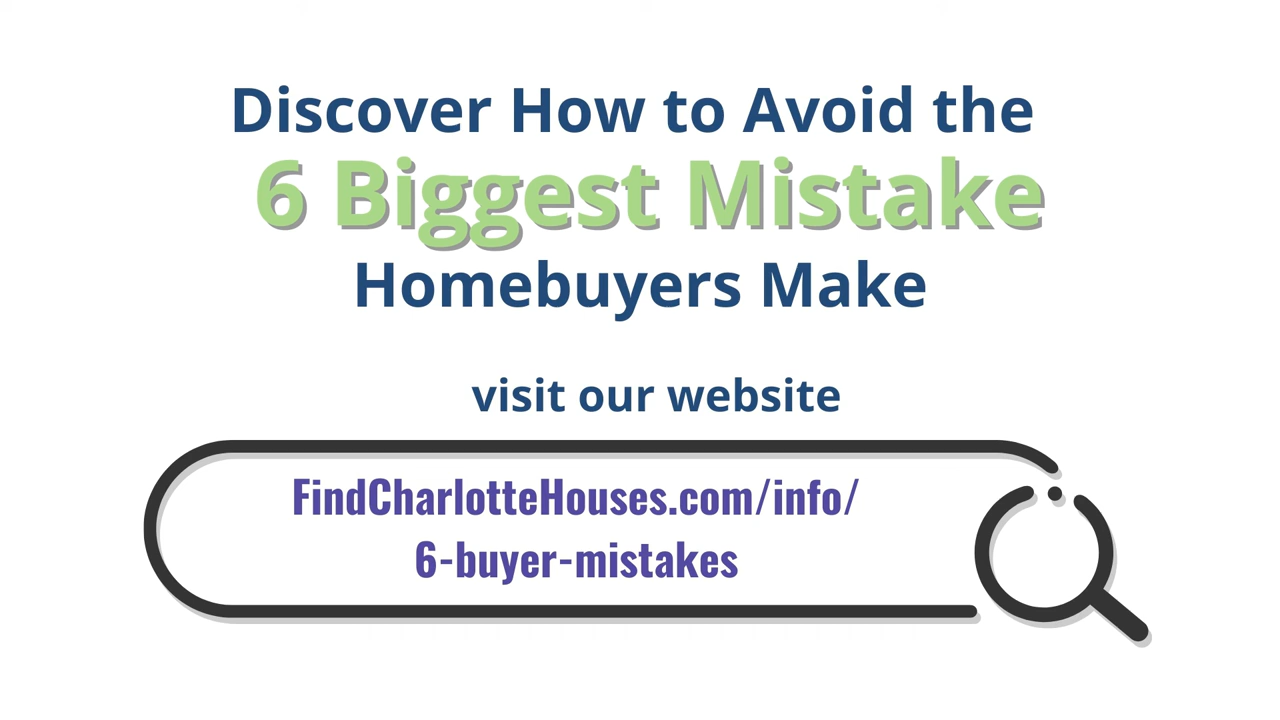 Discover How to Avoid the
6 Biggest Mistake
Homebuyers Make
visit our website
FindCharlotteHouses.com/info/
6-buyer-mistakes